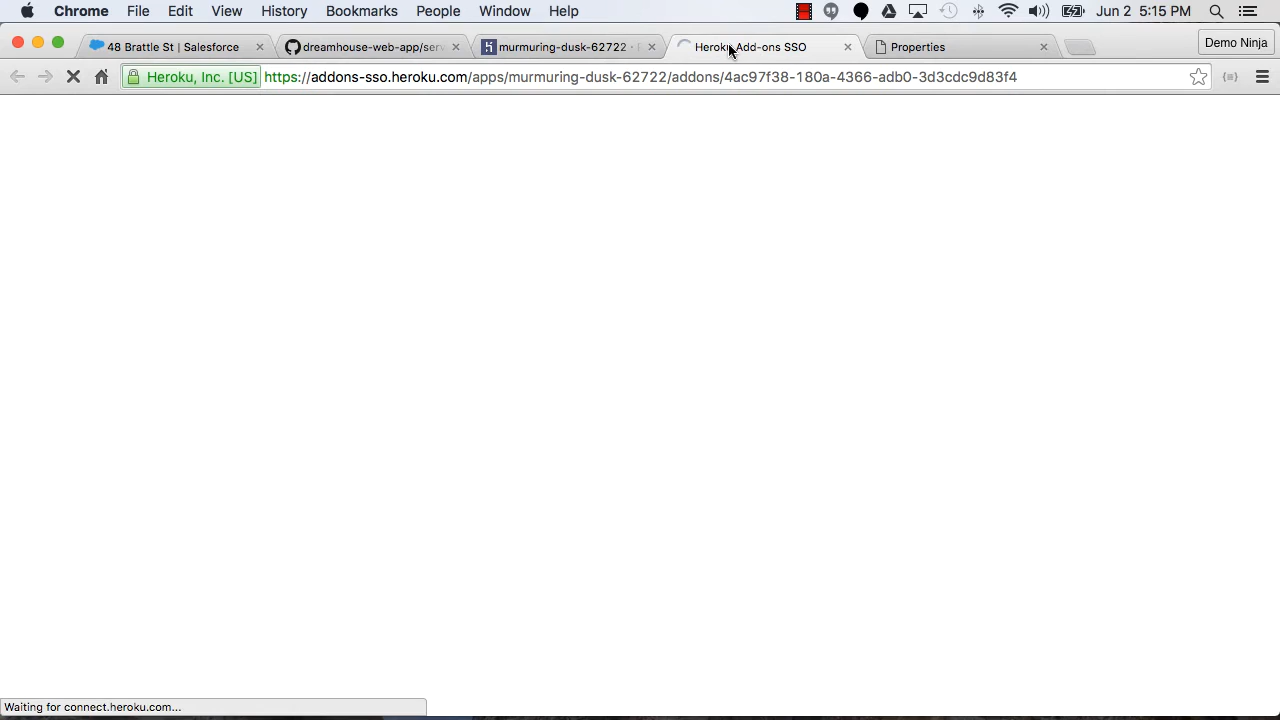 Chrome File Edit View History Bookmarks People Window Help Jun 2 5:15 PM
48 Brattle St | Salesforce dreamhouse-web-app/serv murmuring-dusk-62722 · Heroku Add-ons SSO Properties Demo Ninja
Heroku, Inc. [US] https://addons-sso.heroku.com/apps/murmuring-dusk-62722/addons/4ac97f38-180a-4366-adb0-3d3cdc9d83f4
Waiting for connect.heroku.com...